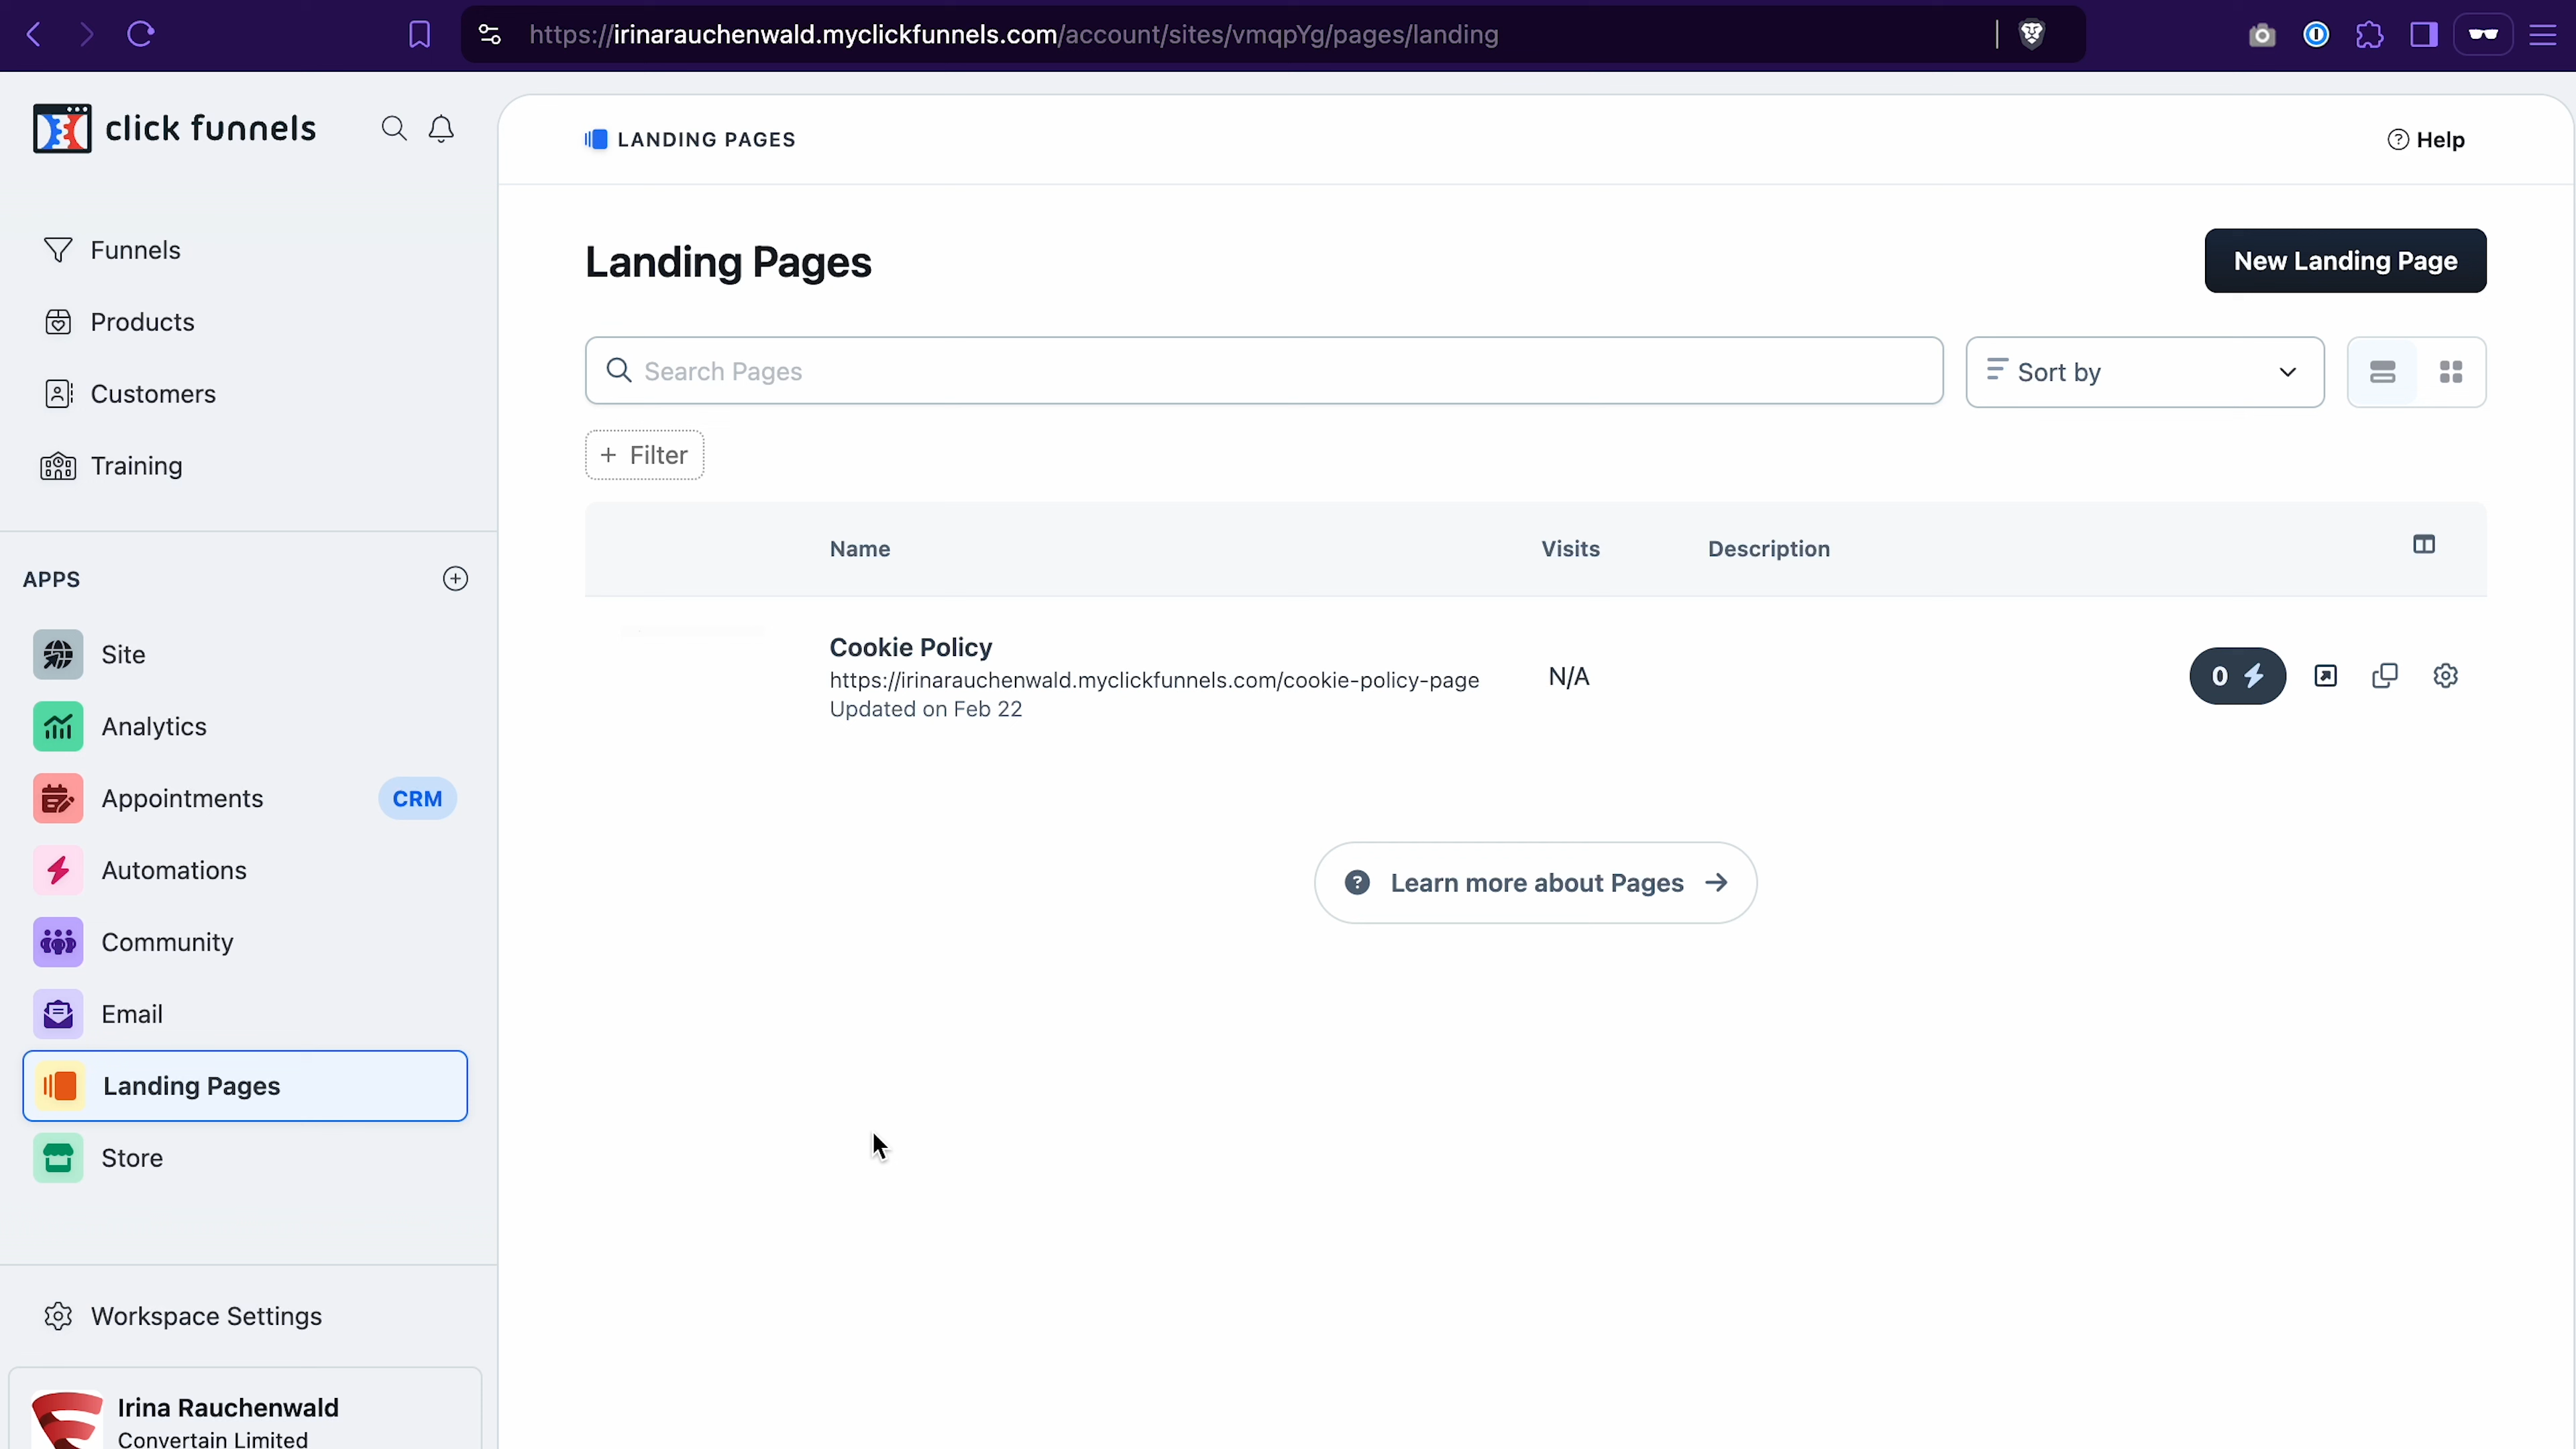 https://irinarauchenwald.myclickfunnels.com/account/sites/vmqpYg/pages/landing
click funnels
LANDING PAGES
Help
Funnels
Products
Customers
Training
APPS
Site
Analytics
Appointments
CRM
Automations
Community
Email
Landing Pages
Store
Workspace Settings
Irina Rauchenwald
Convertain Limited
Landing Pages
New Landing Page
Search Pages
Sort by
+ Filter
Name Visits Description
Cookie Policy
https://irinarauchenwald.myclickfunnels.com/cookie-policy-page
Updated on Feb 22
N/A
0
Learn more about Pages →